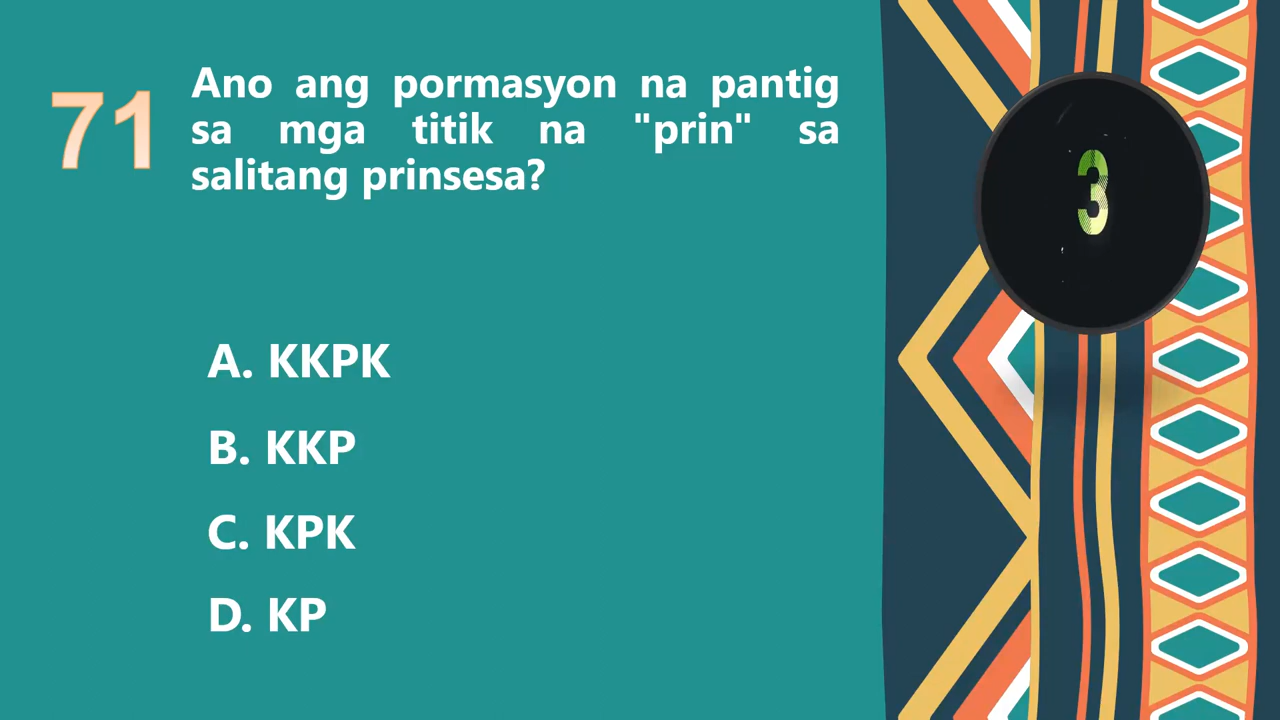 71
Ano ang pormasyon na pantig
sa mga titik na "prin" sa
salitang prinsesa?
3
A. KKPK
B. KKP
C. KPK
D. KP